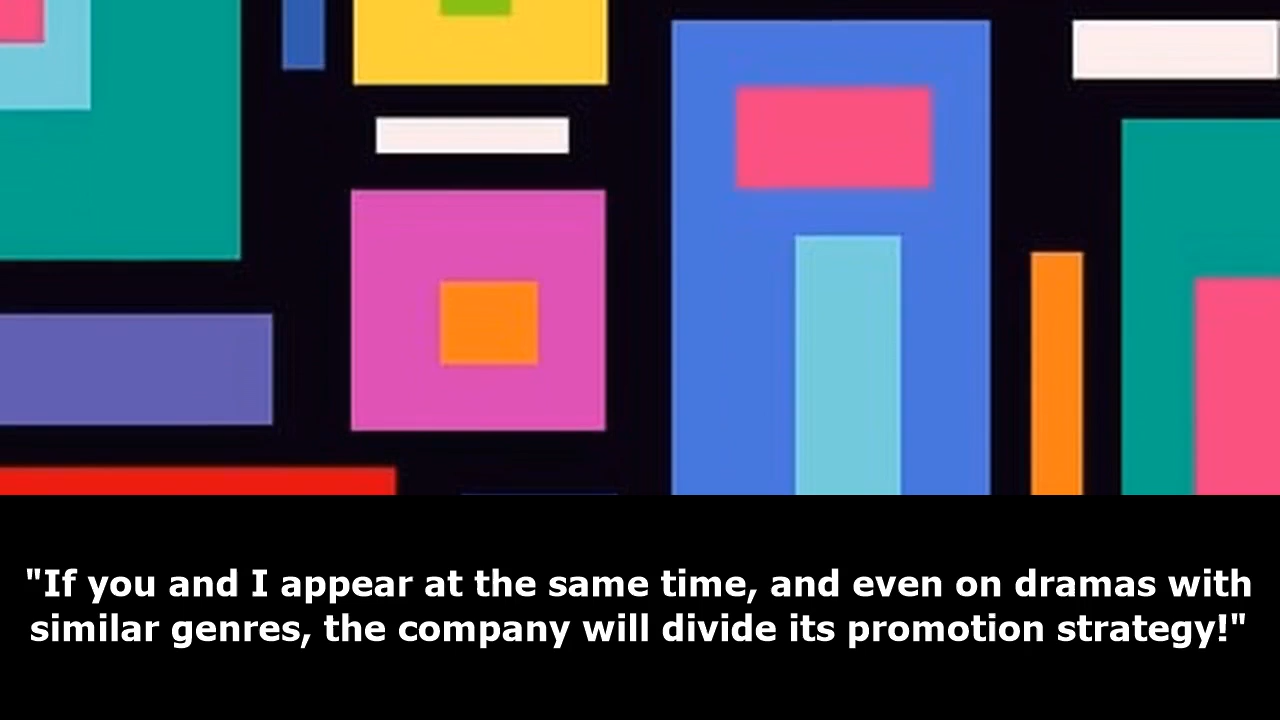 "If you and I appear at the same time, and even on dramas with
similar genres, the company will divide its promotion strategy!"